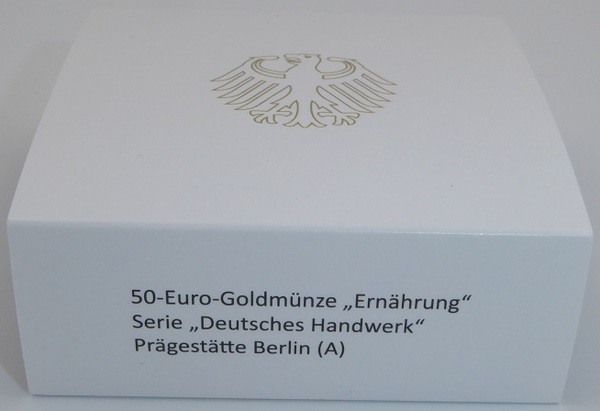 50-Euro-Goldmünze „Ernährung“
Serie „Deutsches Handwerk“
Prägestätte Berlin (A)